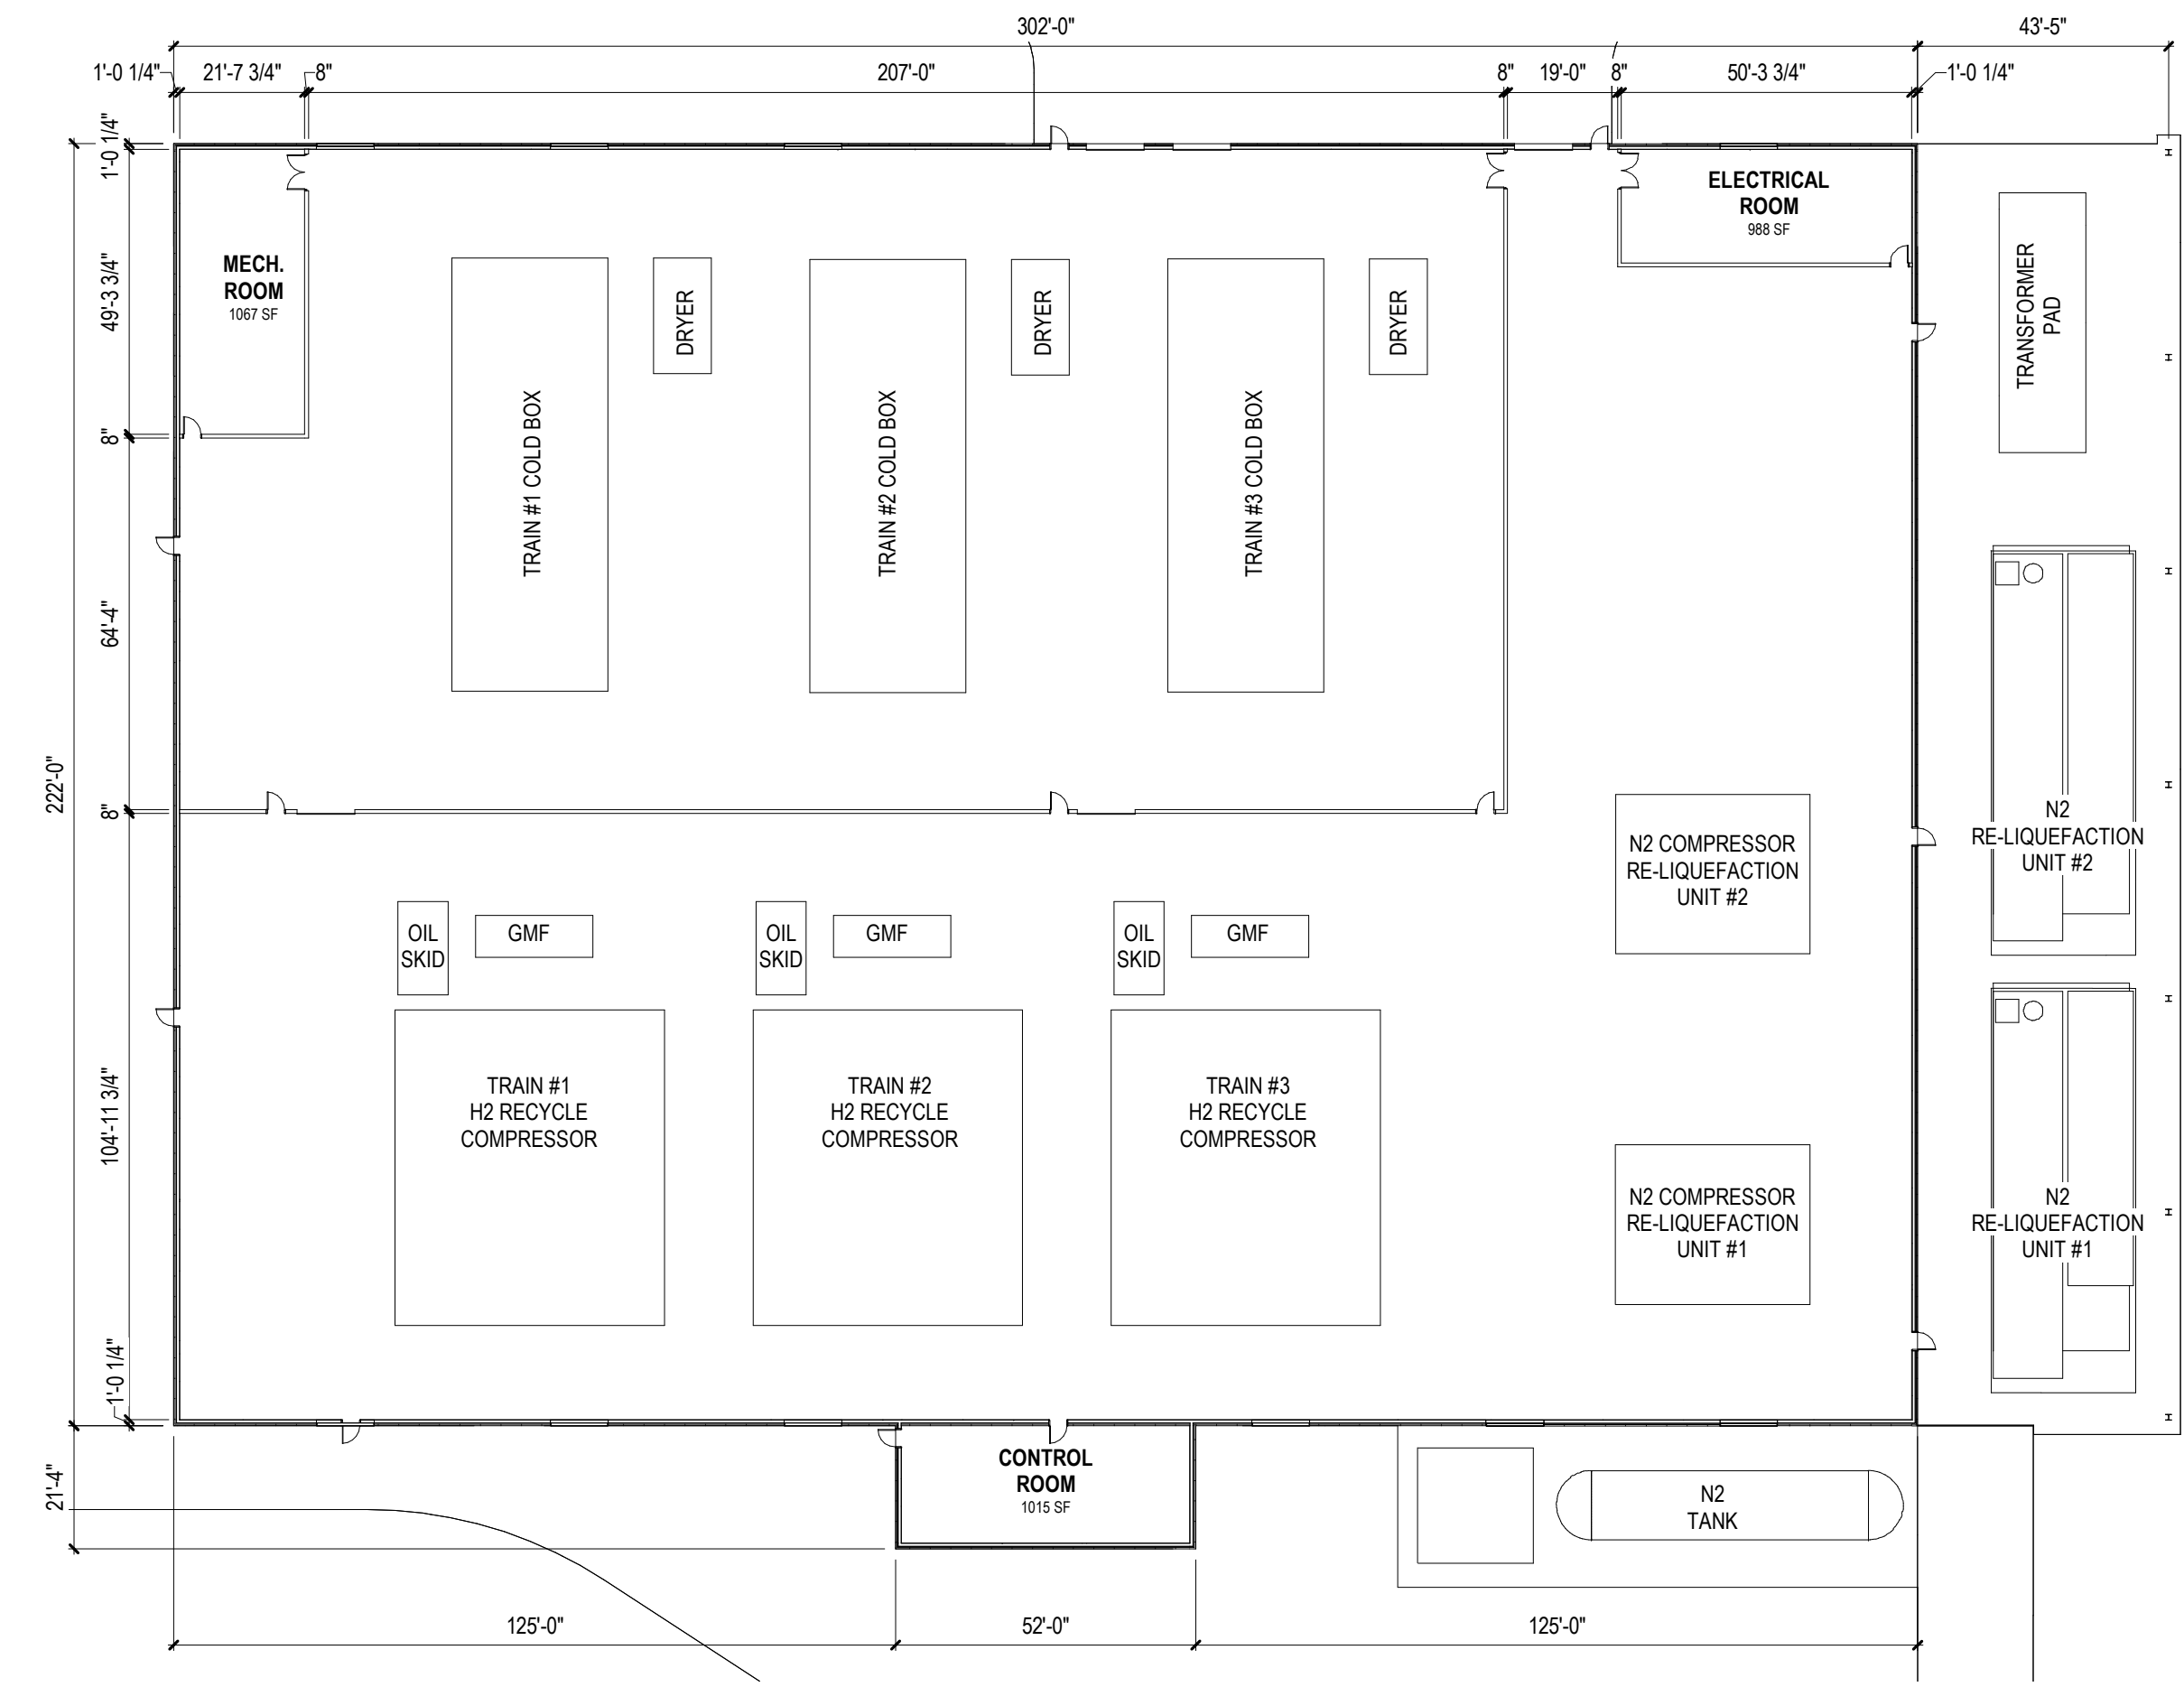 302'-0"
43'-5"
1'-0 1/4"
21'-7 3/4"
8"
207'-0"
8"
19'-0"
8"
50'-3 3/4"
1'-0 1/4"
1'-0 1/4"
49'-3 3/4"
8"
64'-4"
8"
104'-11 3/4"
1'-0 1/4"
222'-0"
21'-4"
MECH.
ROOM
1067 SF
ELECTRICAL
ROOM
988 SF
TRAIN #1 COLD BOX
DRYER
TRAIN #2 COLD BOX
DRYER
TRAIN #3 COLD BOX
DRYER
TRANSFORMER
PAD
N2 COMPRESSOR
RE-LIQUEFACTION
UNIT #2
N2
RE-LIQUEFACTION
UNIT #2
OIL
SKID
GMF
OIL
SKID
GMF
OIL
SKID
GMF
TRAIN #1
H2 RECYCLE
COMPRESSOR
TRAIN #2
H2 RECYCLE
COMPRESSOR
TRAIN #3
H2 RECYCLE
COMPRESSOR
N2 COMPRESSOR
RE-LIQUEFACTION
UNIT #1
N2
RE-LIQUEFACTION
UNIT #1
CONTROL
ROOM
1015 SF
N2
TANK
125'-0"
52'-0"
125'-0"